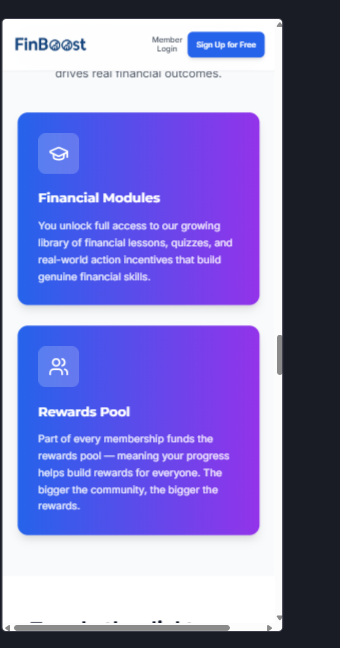 FinBoost
Member
Login
Sign Up for Free
drives real financial outcomes.
Financial Modules
You unlock full access to our growing
library of financial lessons, quizzes, and
real-world action incentives that build
genuine financial skills.
Rewards Pool
Part of every membership funds the
rewards pool — meaning your progress
helps build rewards for everyone. The
bigger the community, the bigger the
rewards.